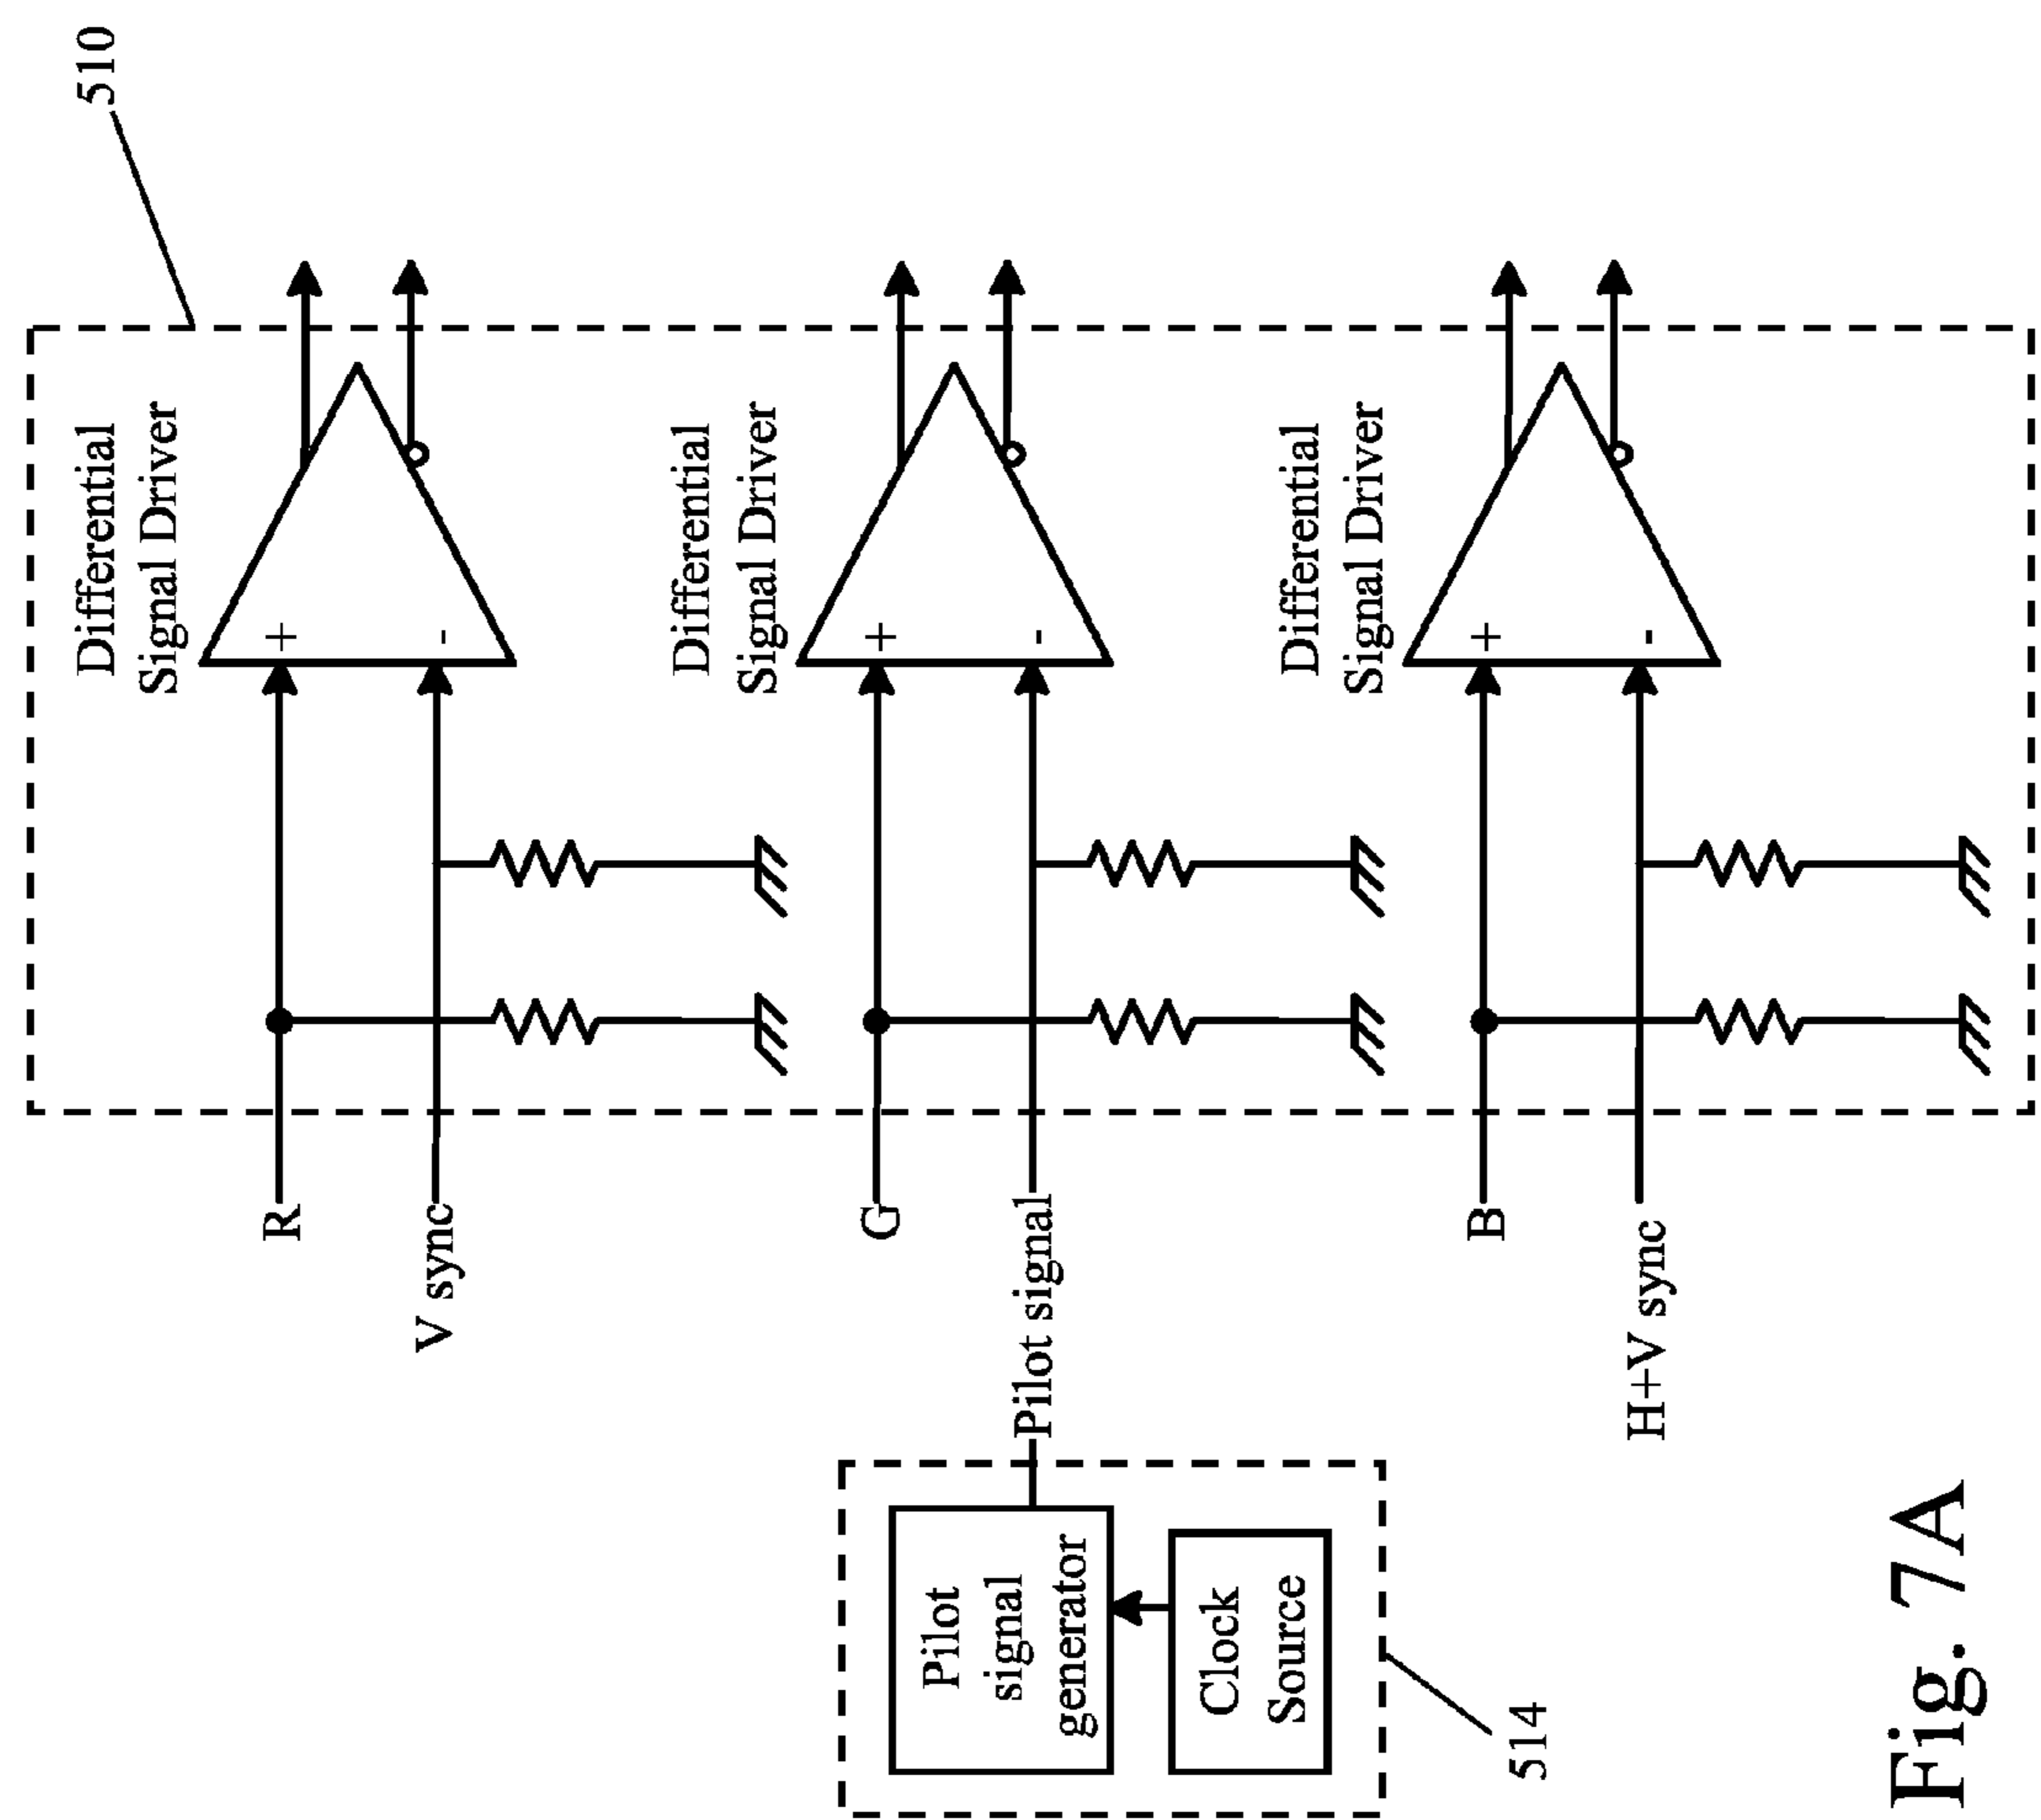 510
Differential
Signal Driver
+
-
R
V sync
Differential
Signal Driver
+
-
G
Pilot signal
Pilot
signal
generator
Clock
Source
514
Differential
Signal Driver
+
-
B
H+V sync
Fig. 7A